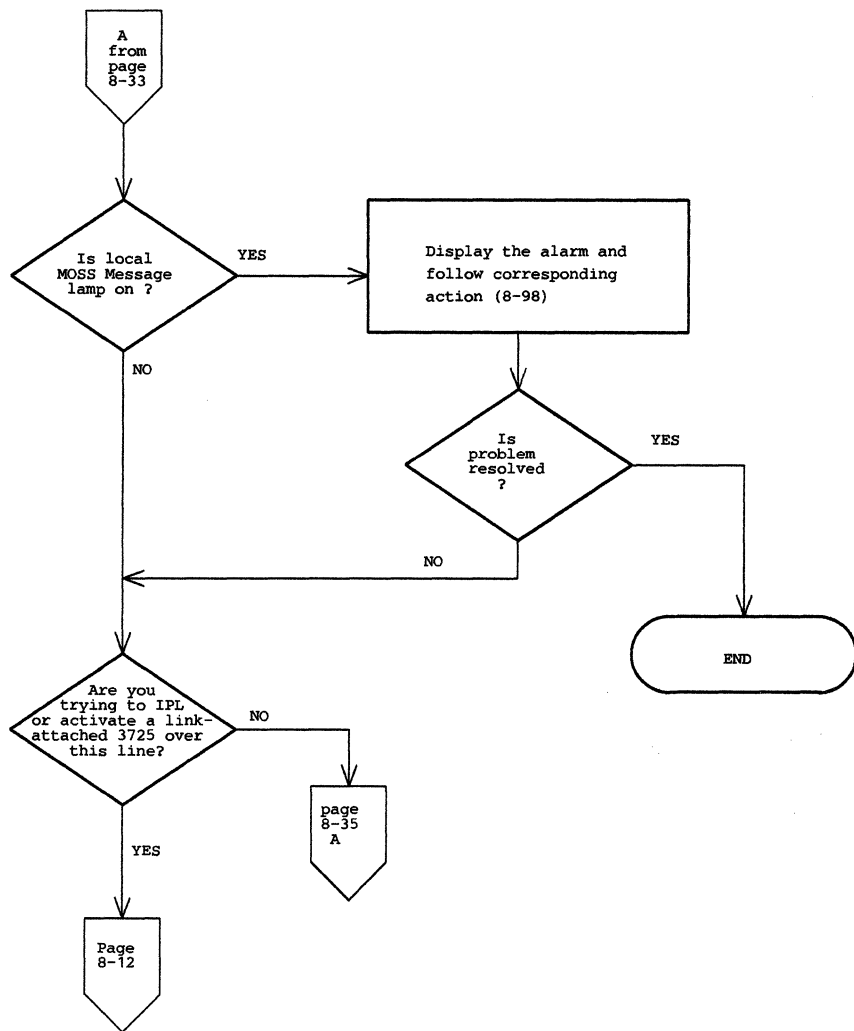 A
from
page
8-33
Is local
MOSS Message
lamp on ?
YES
Display the alarm and
follow corresponding
action (8-98)
NO
Is
problem
resolved
?
YES
NO
END
Are you
trying to IPL
or activate a link-
attached 3725 over
this line?
NO
page
8-35
A
YES
Page
8-12